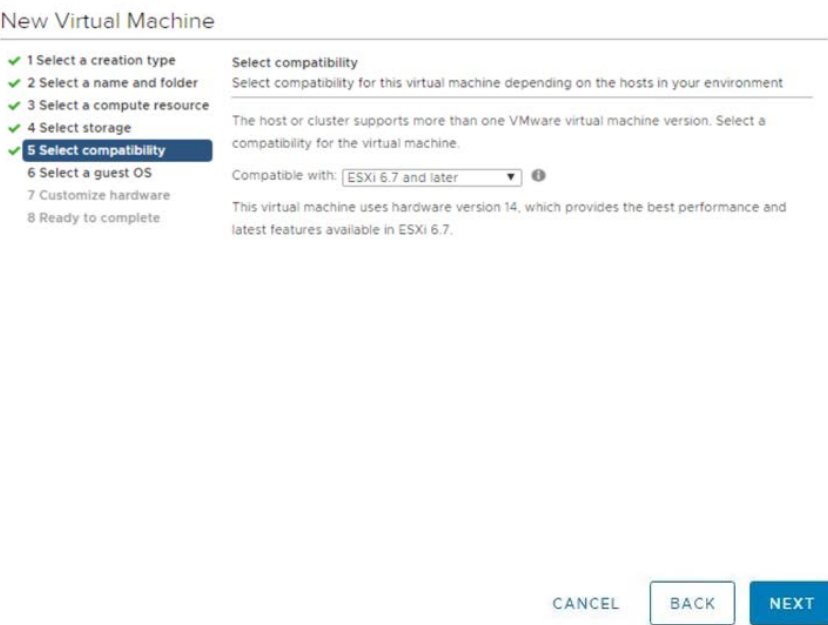 New Virtual Machine
1 Select a creation type
2 Select a name and folder
3 Select a compute resource
4 Select storage
5 Select compatibility
6 Select a guest OS
7 Customize hardware
8 Ready to complete
Select compatibility
Select compatibility for this virtual machine depending on the hosts in your environment
The host or cluster supports more than one VMware virtual machine version. Select a
compatibility for the virtual machine.
Compatible with: ESXi 6.7 and later
This virtual machine uses hardware version 14, which provides the best performance and
latest features available in ESXi 6.7.
CANCEL BACK NEXT